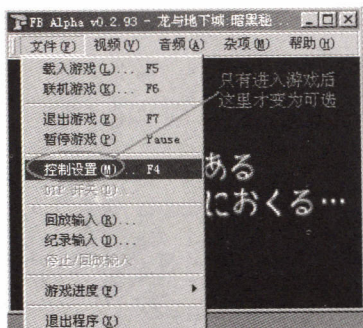 FB Alpha v0.2.93 - 龙与地下城:暗黑秘...
文件(F) 视频(V) 音频(A) 杂项(M) 帮助(H)
载入游戏(L)... F5
联机游戏(K)... F6
只有进入游戏后
这里才变为可选
退出游戏(E) F7
暂停游戏(P) Pause
控制设置(M)... F4
ある
におくる…
回放输入(R)...
纪录输入(D)...
停止/回放输入
游戏进度(P)
退出程序(X)